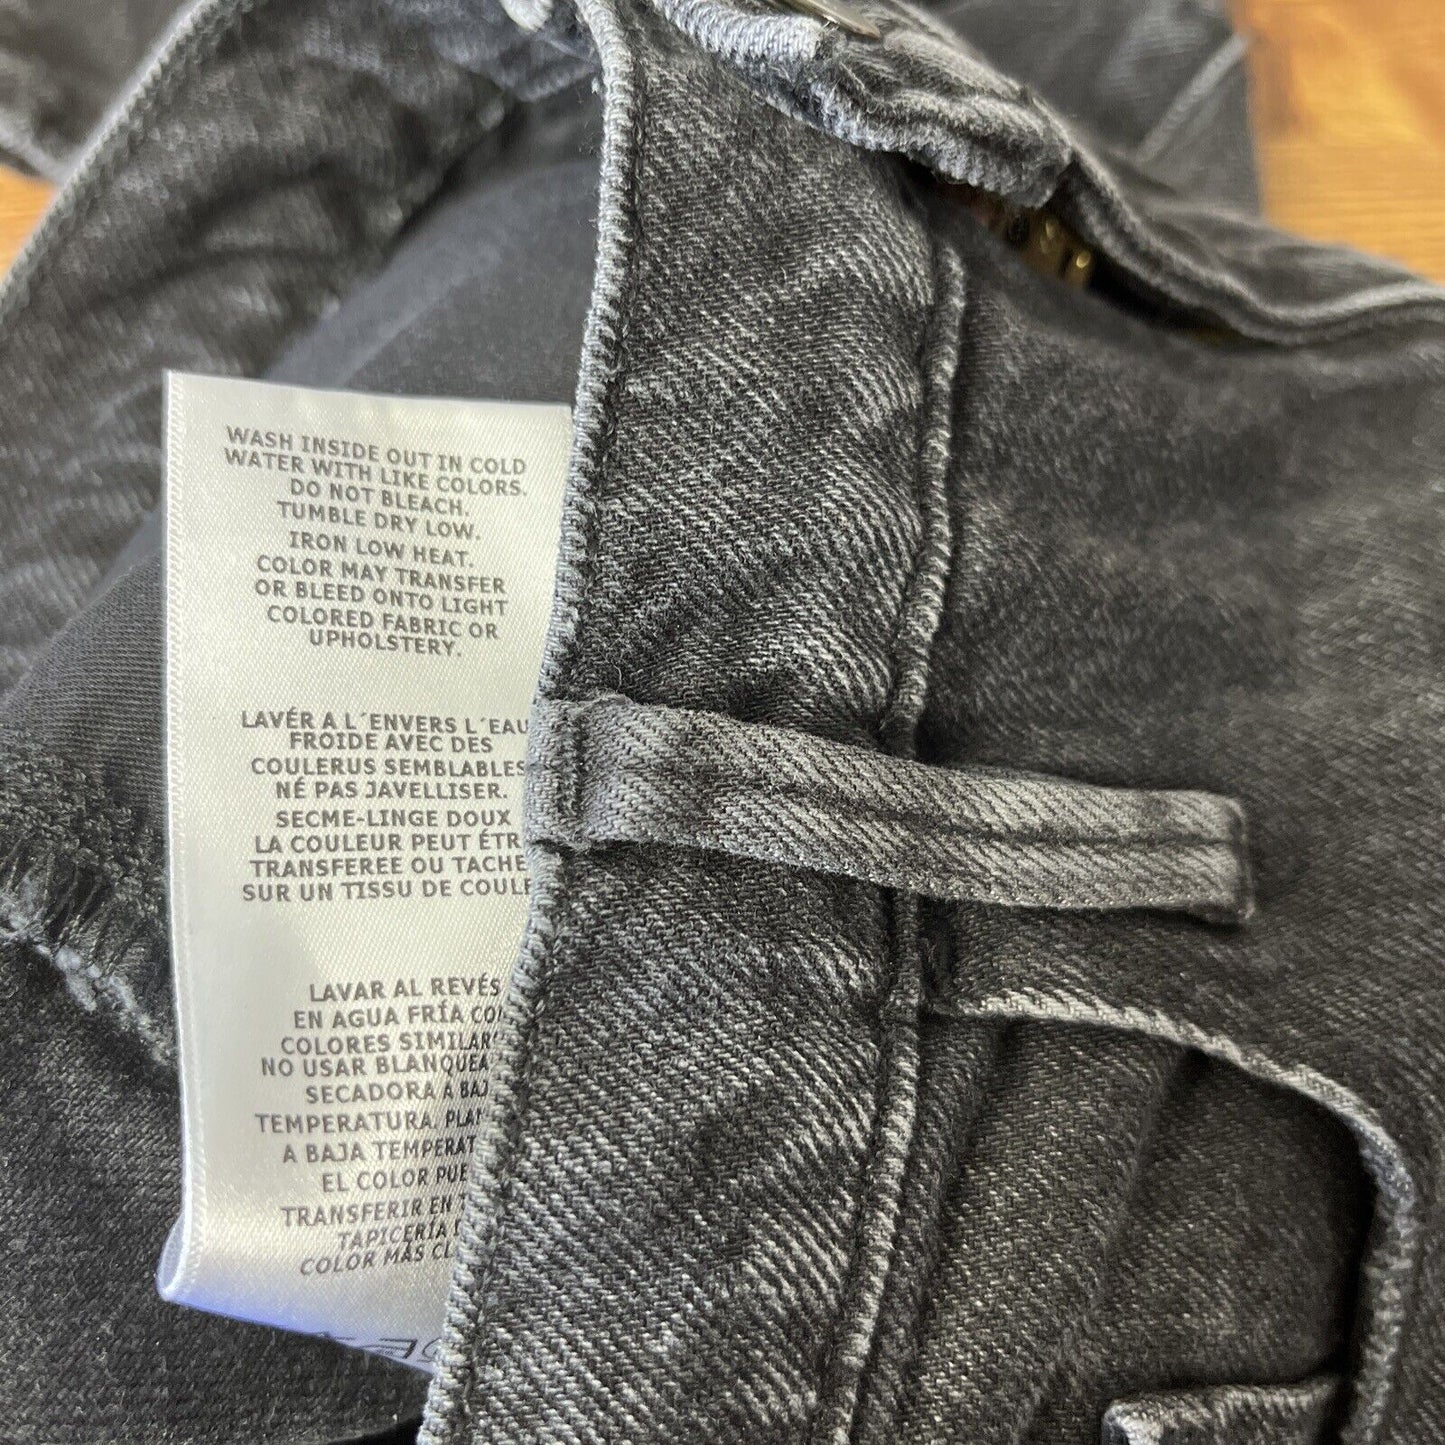 WASH INSIDE OUT IN COLD
WATER WITH LIKE COLORS.
DO NOT BLEACH.
TUMBLE DRY LOW.
IRON LOW HEAT.
COLOR MAY TRANSFER
OR BLEED ONTO LIGHT
COLORED FABRIC OR
UPHOLSTERY.
LAVÉR A L´ENVERS L´EAU
FROIDE AVEC DES
COULERUS SEMBLABLES
NÉ PAS JAVELLISER.
SECME-LINGE DOUX
LA COULEUR PEUT ÉTR
TRANSFEREE OU TACHE
SUR UN TISSU DE COULE
LAVAR AL REVÉS
EN AGUA FRÍA CO
COLORES SIMILAR
NO USAR BLANQUEA
SECADORA A BAJ
TEMPERATURA. PLAN
A BAJA TEMPERAT
EL COLOR PUE
TRANSFERIR EN
TAPICERÍA
COLOR MÁS CL